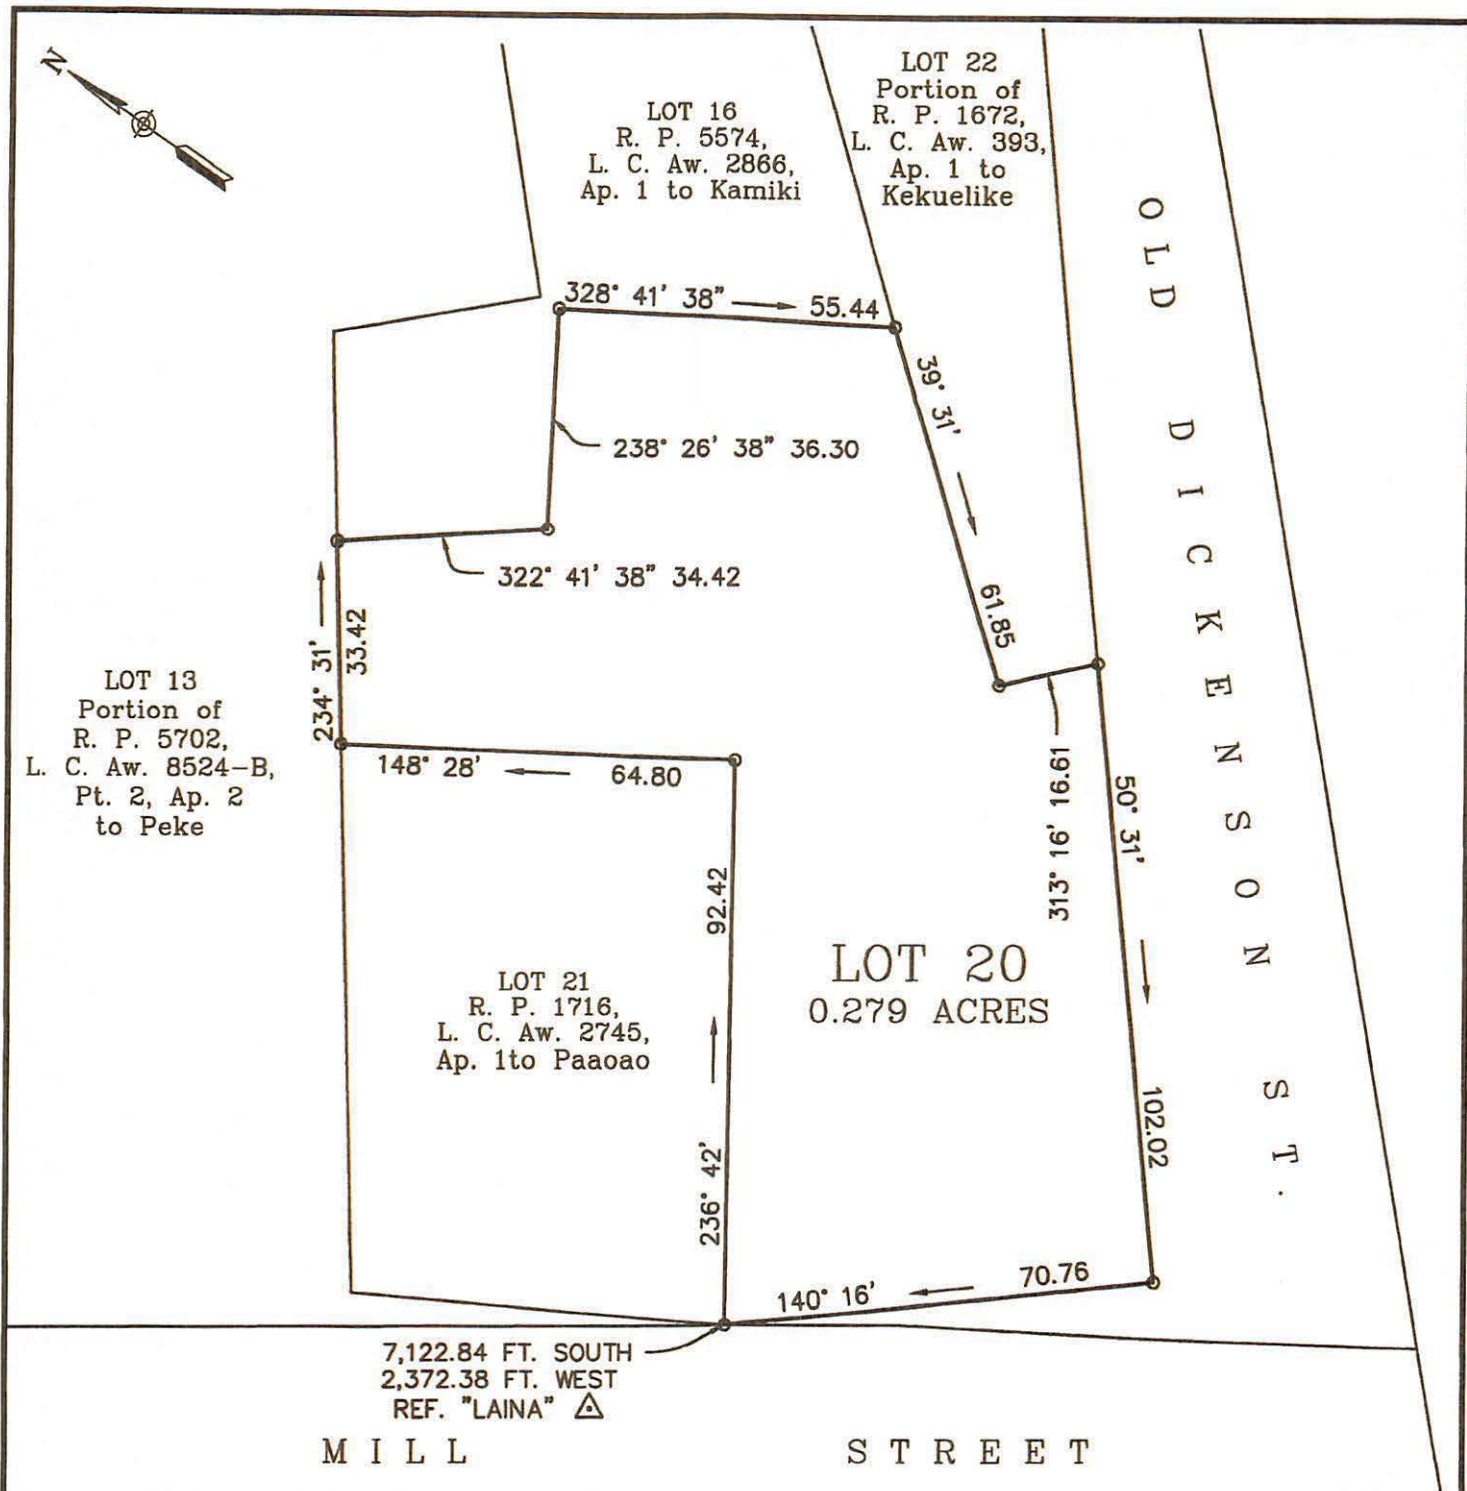 N
LOT 16
R. P. 5574,
L. C. Aw. 2866,
Ap. 1 to Kamiki
LOT 22
Portion of
R. P. 1672,
L. C. Aw. 393,
Ap. 1 to
Kekuelike
OLD DICKENSON ST.
328° 41' 38" 55.44
39° 31' 61.85
238° 26' 38" 36.30
322° 41' 38" 34.42
234° 31' 33.42
LOT 13
Portion of
R. P. 5702,
L. C. Aw. 8524-B,
Pt. 2, Ap. 2
to Peke
148° 28' 64.80
313° 16' 16.61
50° 31' 102.02
236° 42' 92.42
LOT 20
0.279 ACRES
LOT 21
R. P. 1716,
L. C. Aw. 2745,
Ap. 1to Paaoao
140° 16' 70.76
7,122.84 FT. SOUTH
2,372.38 FT. WEST
REF. "LAINA"
MILL STREET